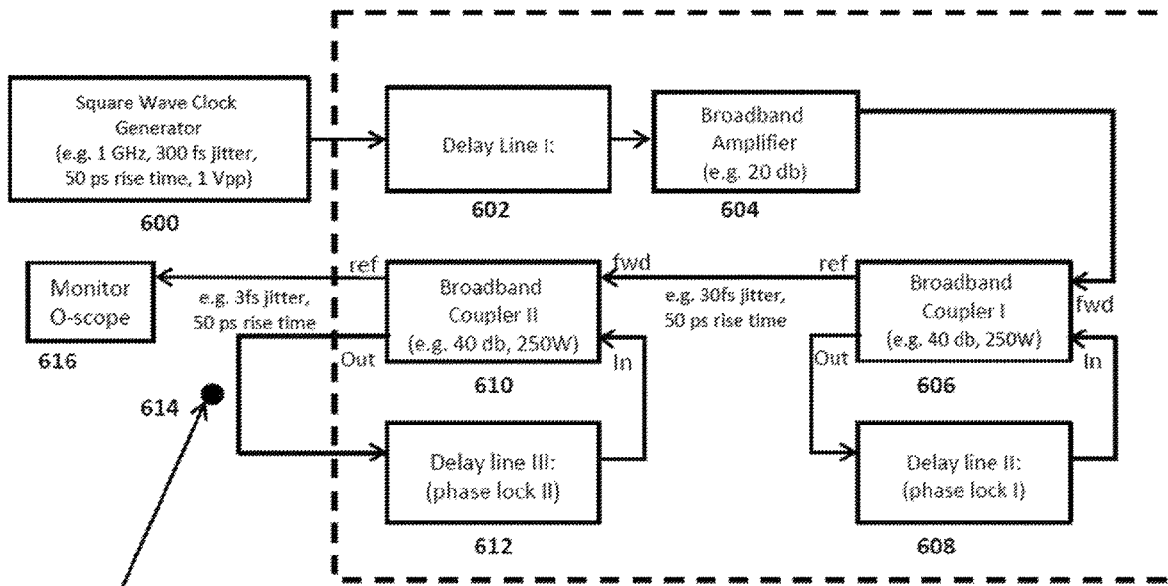 Square Wave Clock
Generator
(e.g. 1 GHz, 300 fs jitter,
50 ps rise time, 1 Vpp)
600
Delay Line I:
602
Broadband
Amplifier
(e.g. 20 db)
604
Monitor
O-scope
616
ref
e.g. 3fs jitter,
50 ps rise time
Out
Broadband
Coupler II
(e.g. 40 db, 250W)
610
fwd
In
ref
e.g. 30fs jitter,
50 ps rise time
Out
Broadband
Coupler I
(e.g. 40 db, 250W)
606
fwd
In
614
Delay line III:
(phase lock II)
612
Delay line II:
(phase lock I)
608